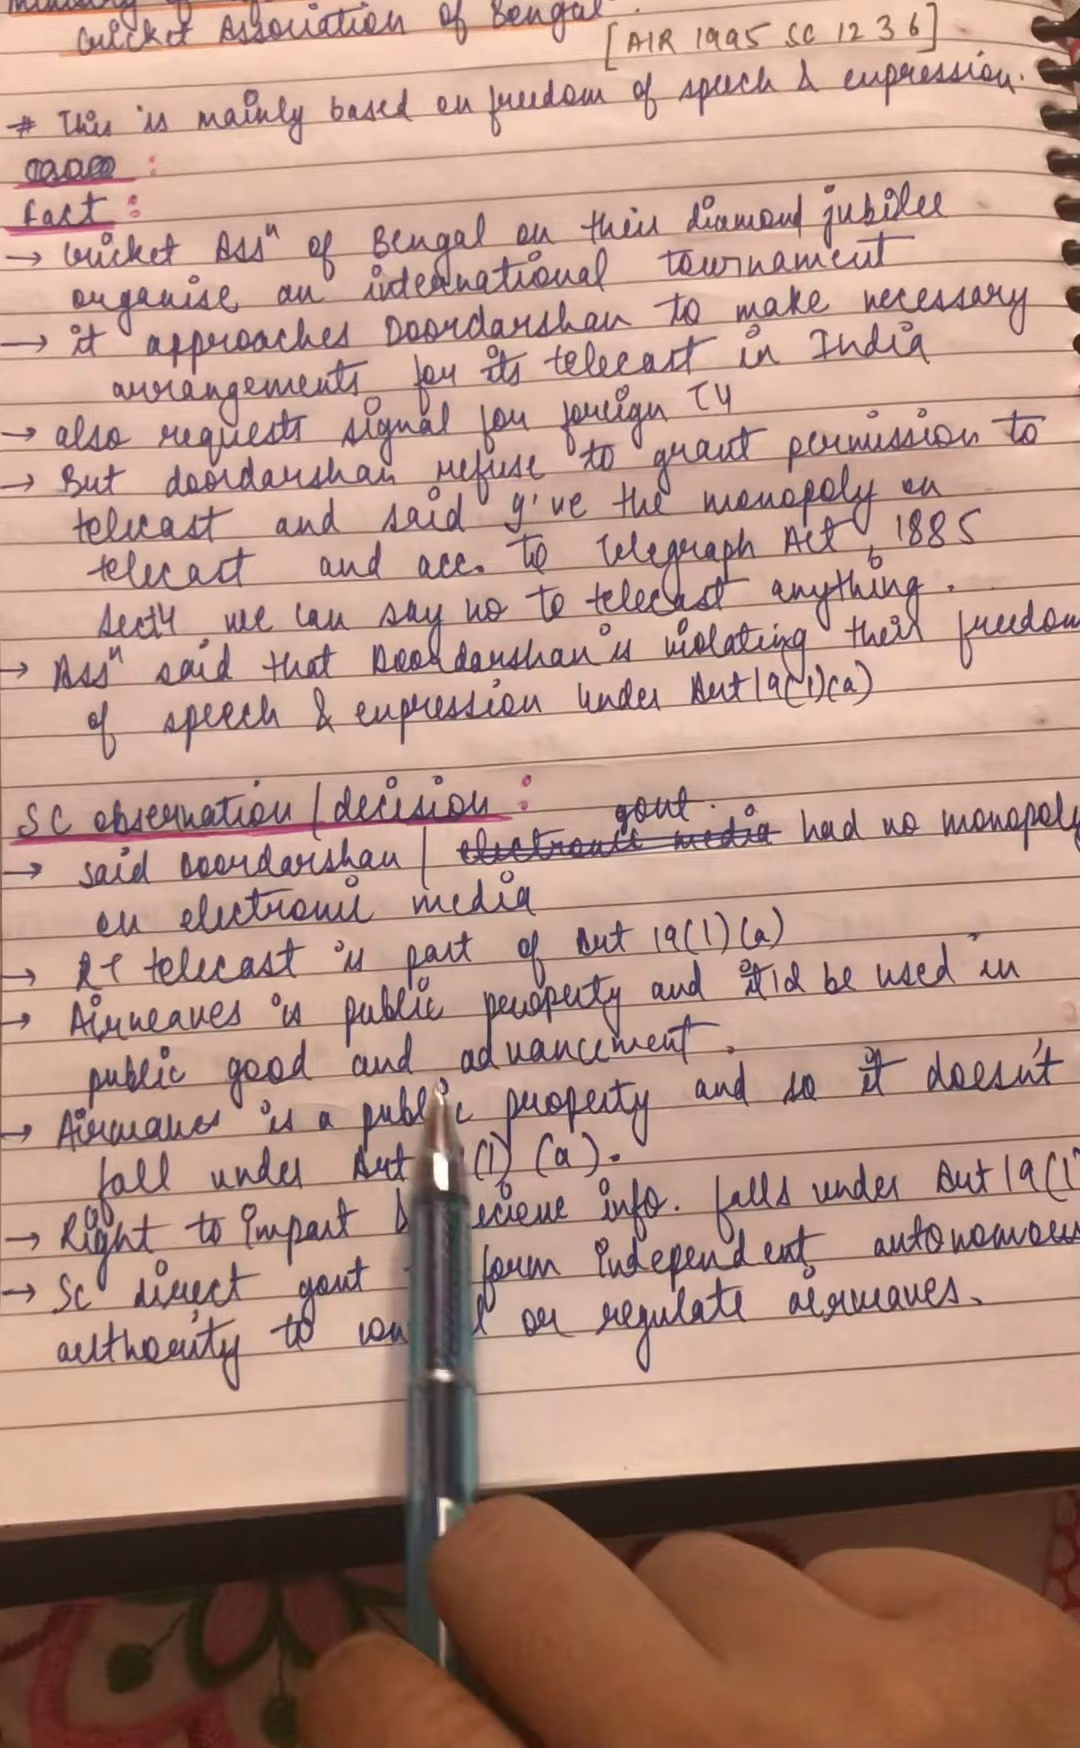 Ministry of
Cricket Association of Bengal.
[AIR 1995 SC 1236]
# This is mainly based on freedom of speech & expression.
:
Fact :
→ Cricket Assⁿ of Bengal on their diamond jubilee
organise an international tournament
→ it approaches Doordarshan to make necessary
arrangements for its telecast in India
→ also requests signal for foreign TV
→ But doordarshan refuse to grant permission to
telecast and said g've the monopoly on
telecast and acc. to Telegraph Act, 1885
Sect4 we can say no to telecast anything.
→ Assⁿ said that Doordarshan is violating their freedom
of speech & expression under Art 19(1)(a)
SC observation / decision :
govt.
→ said Doordarshan / electronic media had no monopoly
on electronic media
→ Rt telecast is part of Art 19(1)(a)
→ Airwaves is public property and be used in
public good and advancement.
→ Airwaves is a public property and so it doesn't
fall under Art (1) (a).
→ Right to impart info. falls under Art 19(1)
→ SC direct govt form independent autonomous
authority to or regulate airwaves.